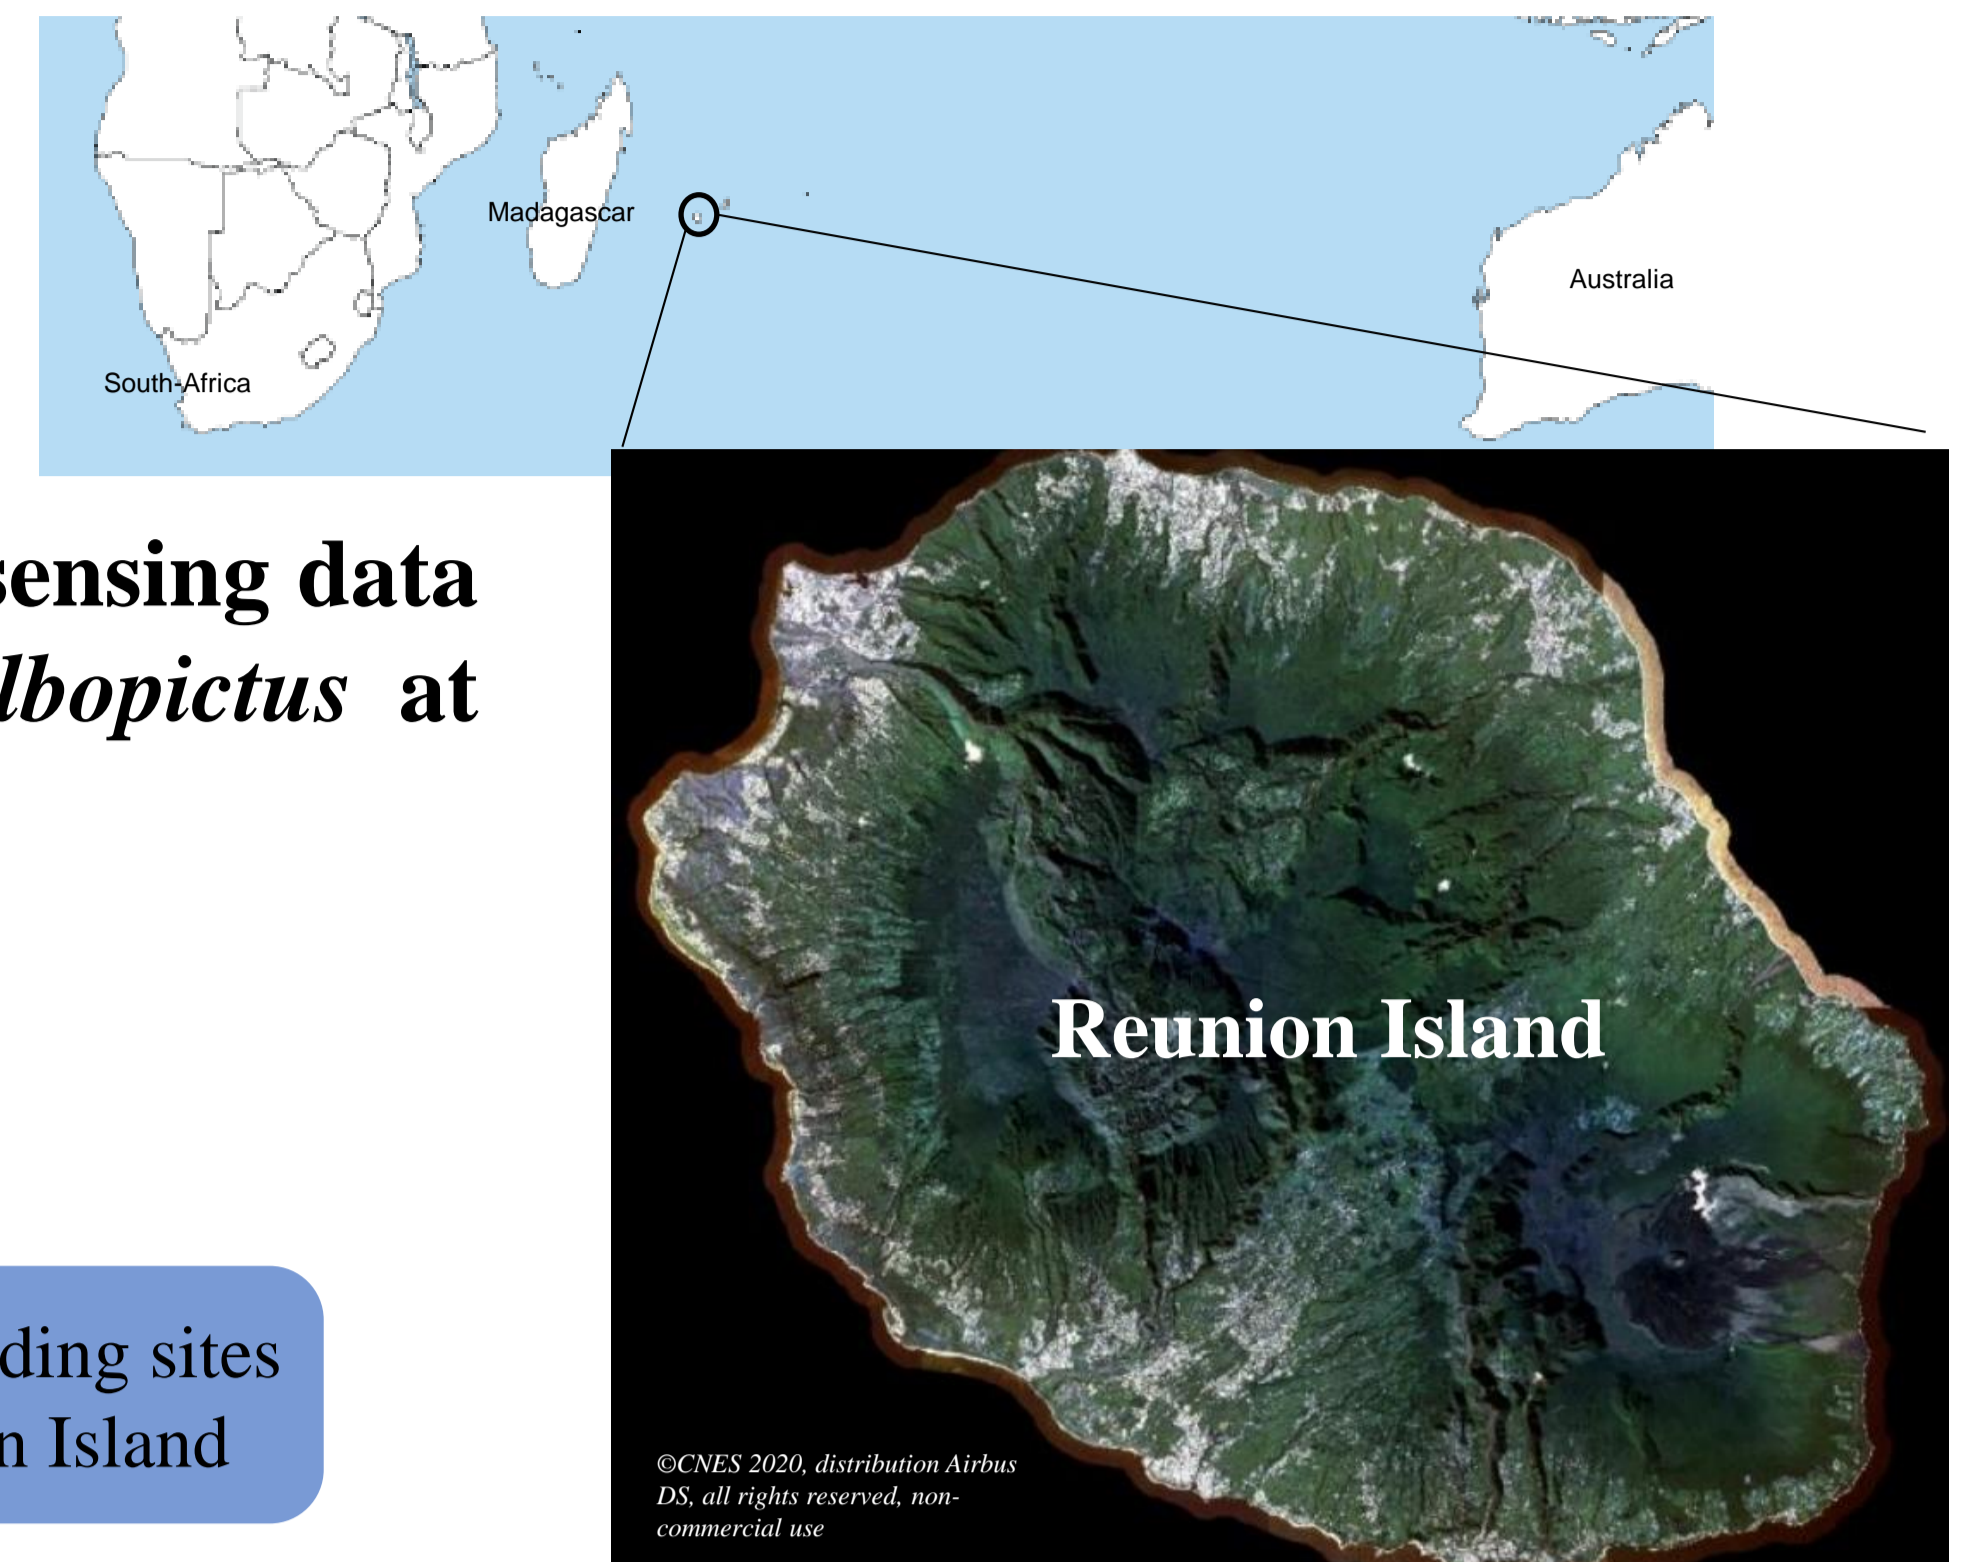 Madagascar
Australia
South-Africa
sensing data
lbopictus at
Reunion Island
ding sites
n Island
©CNES 2020, distribution Airbus
DS, all rights reserved, non-
commercial use